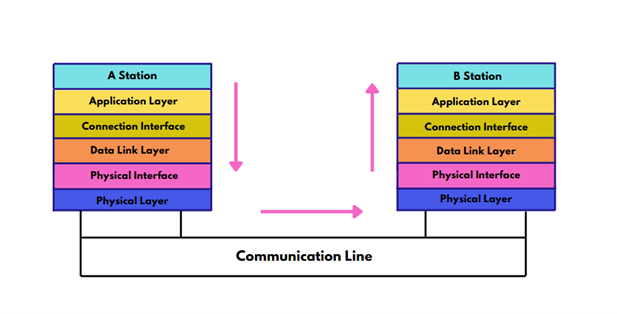 A Station
Application Layer
Connection Interface
Data Link Layer
Physical Interface
Physical Layer
B Station
Application Layer
Connection Interface
Data Link Layer
Physical Interface
Physical Layer
Communication Line